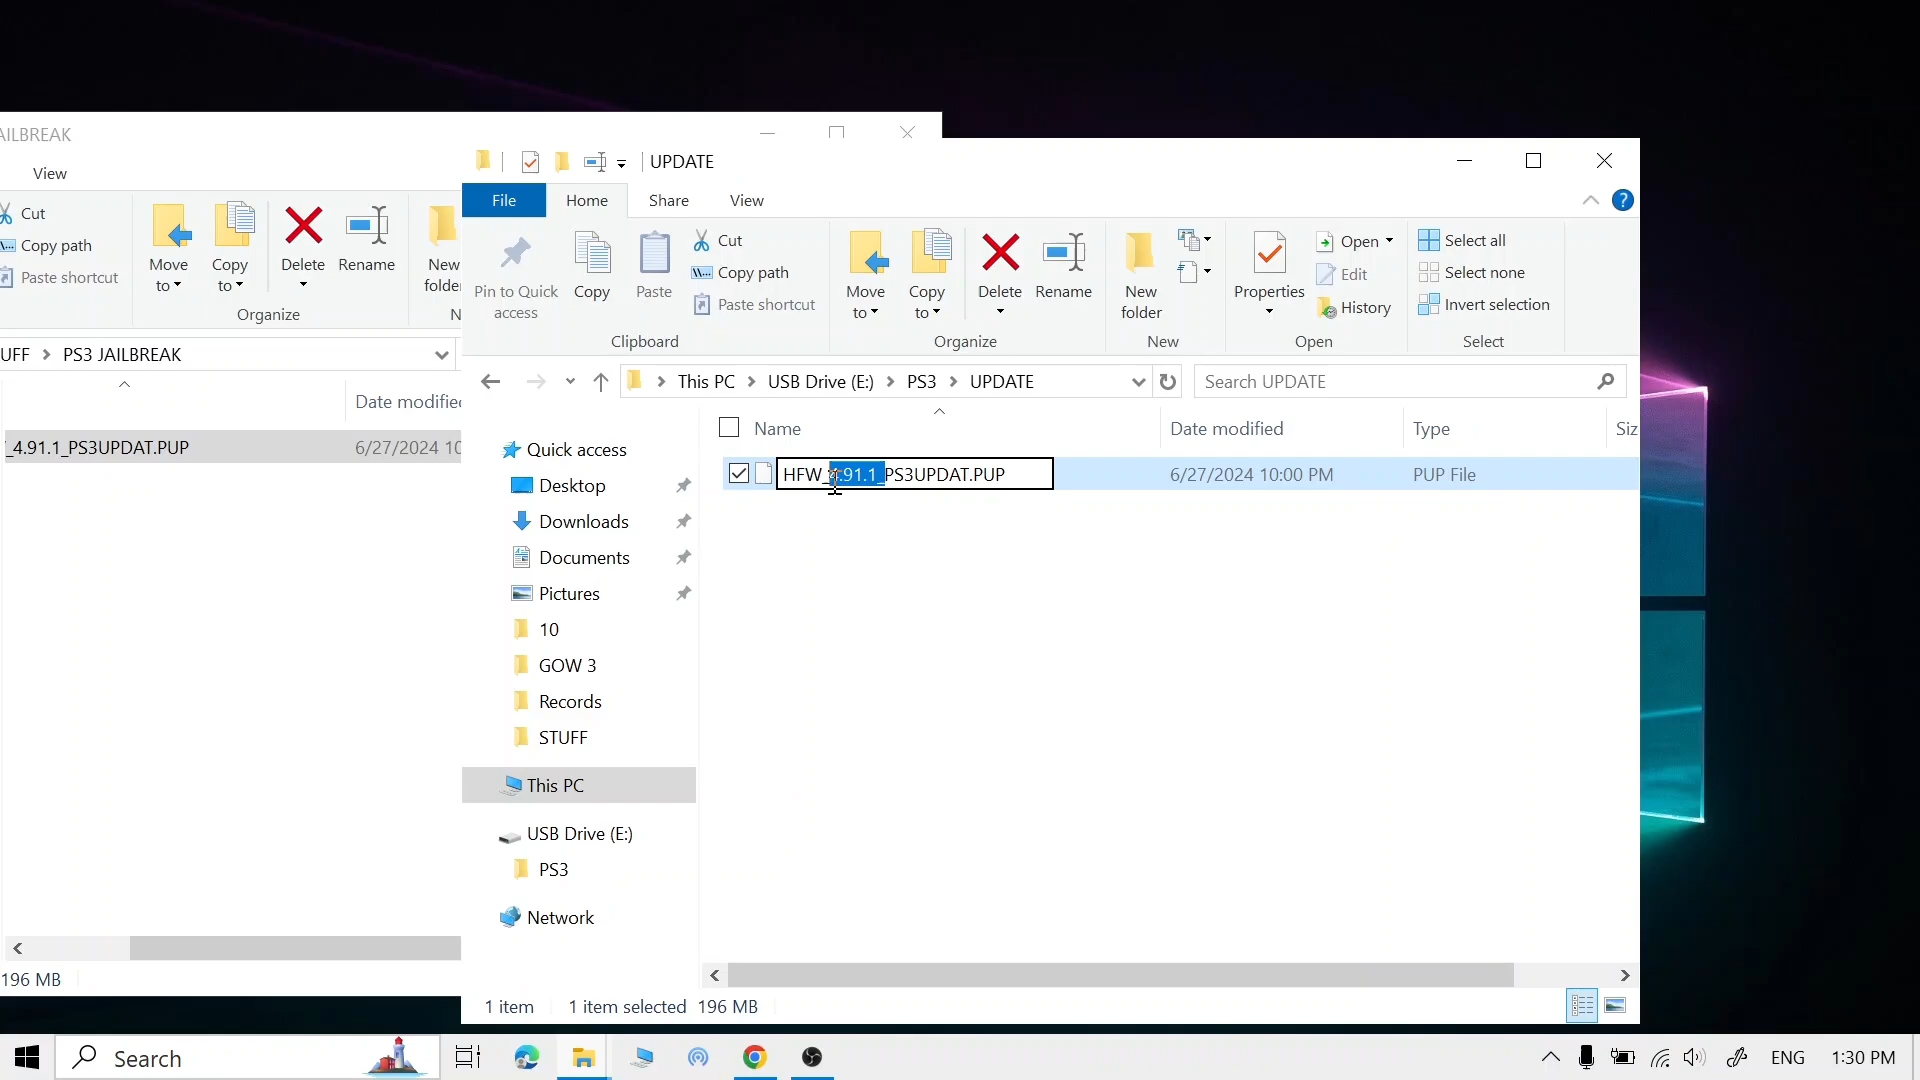 AILBREAK
View
Cut
Copy path
Paste shortcut
Move to
Copy to
Delete
Rename
New folder
Organize
N
UFF > PS3 JAILBREAK
Date modified
_4.91.1_PS3UPDAT.PUP 6/27/2024 10
196 MB
UPDATE
File Home Share View
Pin to Quick access
Copy
Paste
Cut
Copy path
Paste shortcut
Clipboard
Move to
Copy to
Delete
Rename
Organize
New folder
New
Properties
Open
Edit
History
Open
Select all
Select none
Invert selection
Select
This PC > USB Drive (E:) > PS3 > UPDATE
Search UPDATE
Name Date modified Type Siz
HFW_4.91.1_PS3UPDAT.PUP 6/27/2024 10:00 PM PUP File
Quick access
Desktop
Downloads
Documents
Pictures
10
GOW 3
Records
STUFF
This PC
USB Drive (E:)
PS3
Network
1 item 1 item selected 196 MB
Search
ENG 1:30 PM